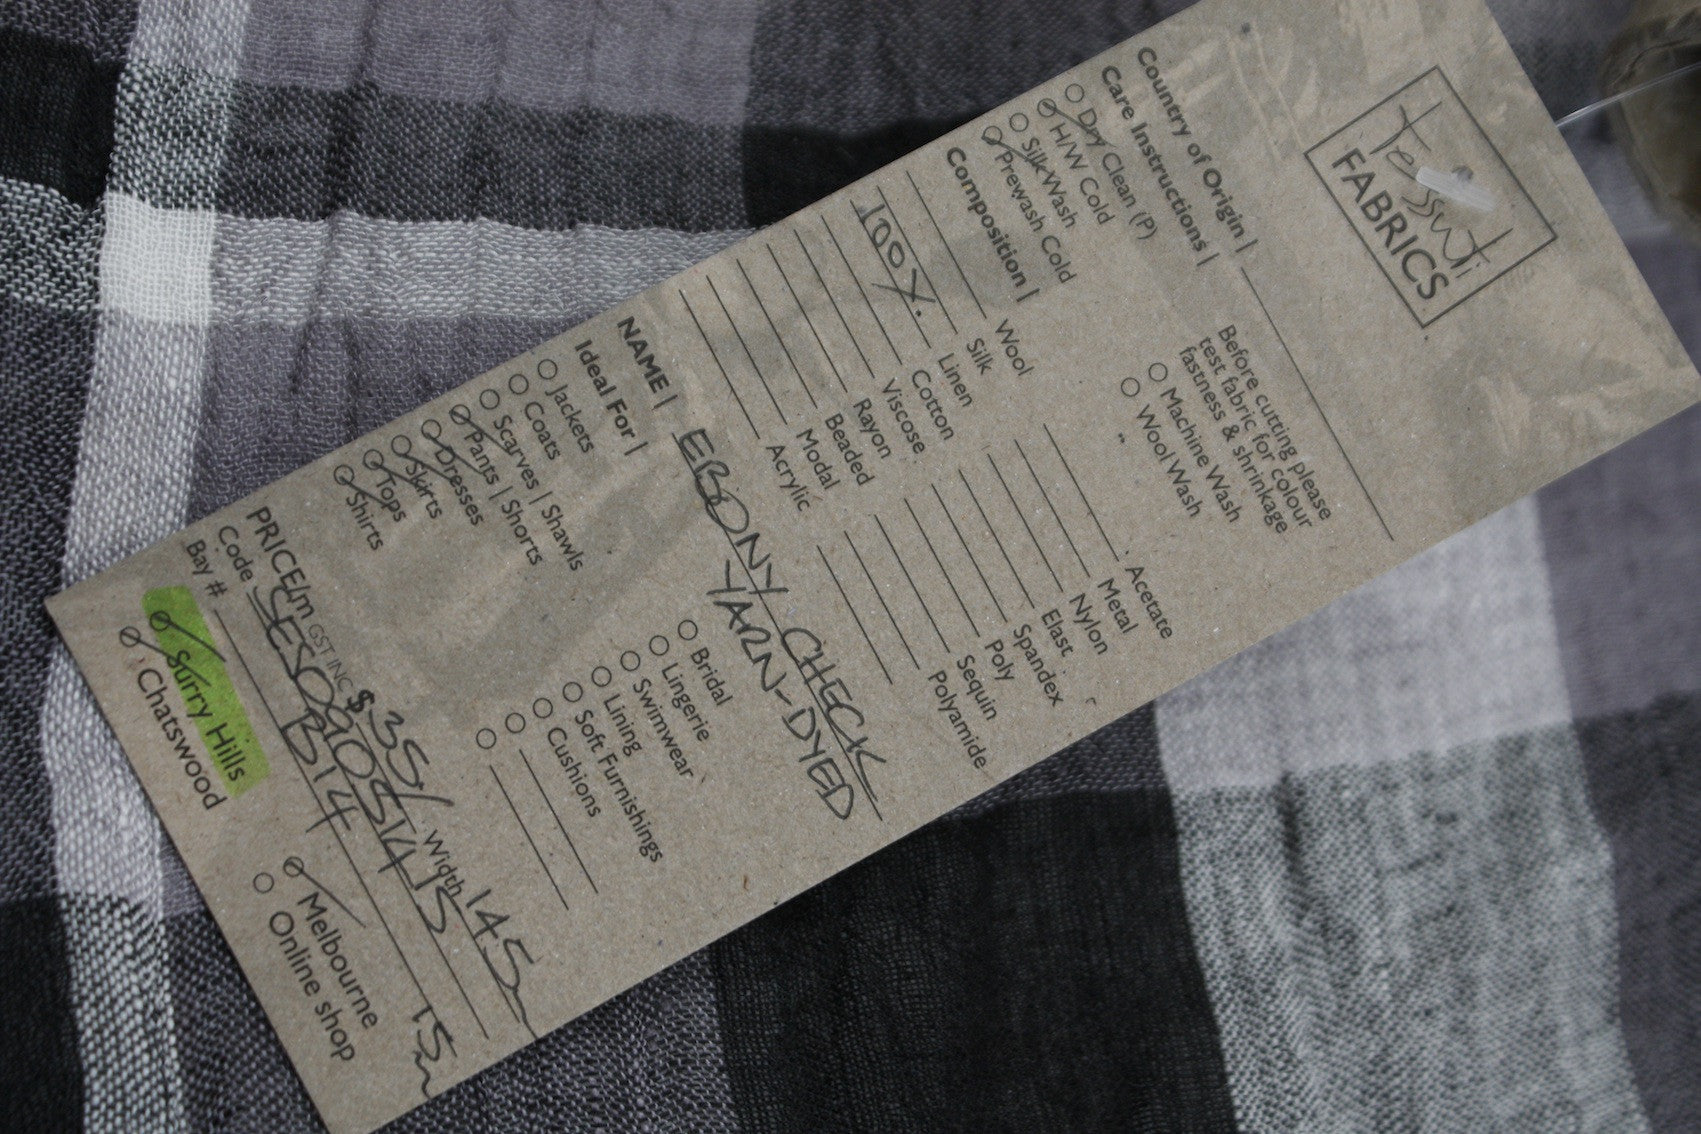 Tessuti
FABRICS
Country of Origin |
Care Instructions |
Before cutting please
test fabric for colour
fastness & shrinkage
Dry Clean (P)
H/W Cold
Silk Wash
Prewash Cold
Machine Wash
Wool Wash
Composition |
Wool
Silk
100%. Linen
Cotton
Viscose
Rayon
Beaded
Modal
Acrylic
Acetate
Metal
Nylon
Elast.
Spandex
Poly
Sequin
Polyamide
NAME | EBONY CHECK
YARN-DYED
Ideal For |
Jackets
Coats
Scarves | Shawls
Pants | Shorts
Dresses
Skirts
Tops
Shirts
Bridal
Lingerie
Swimwear
Lining
Soft Furnishings
Cushions
PRICE/m GST INC $35/ Width 145
Code
Bay # B14 15
Surry Hills
Chatswood
Melbourne
Online shop